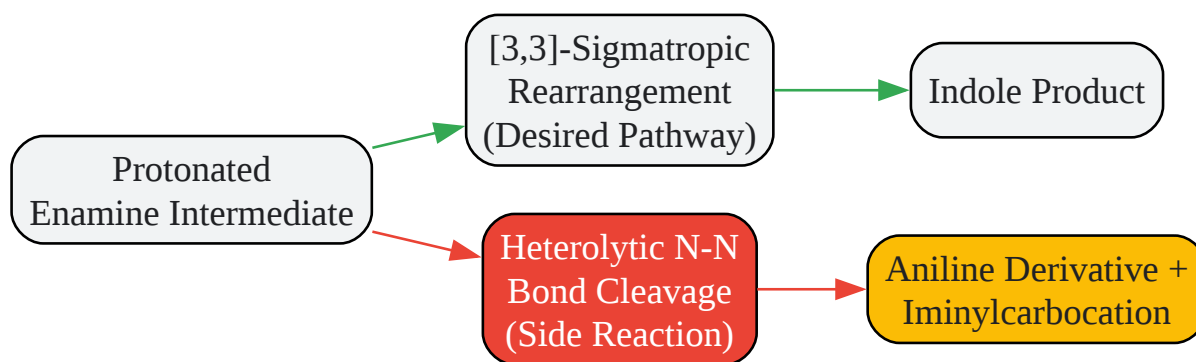 Protonated
Enamine Intermediate
[3,3]-Sigmatropic
Rearrangement
(Desired Pathway)
Indole Product
Heterolytic N-N
Bond Cleavage
(Side Reaction)
Aniline Derivative +
Iminylcarbocation